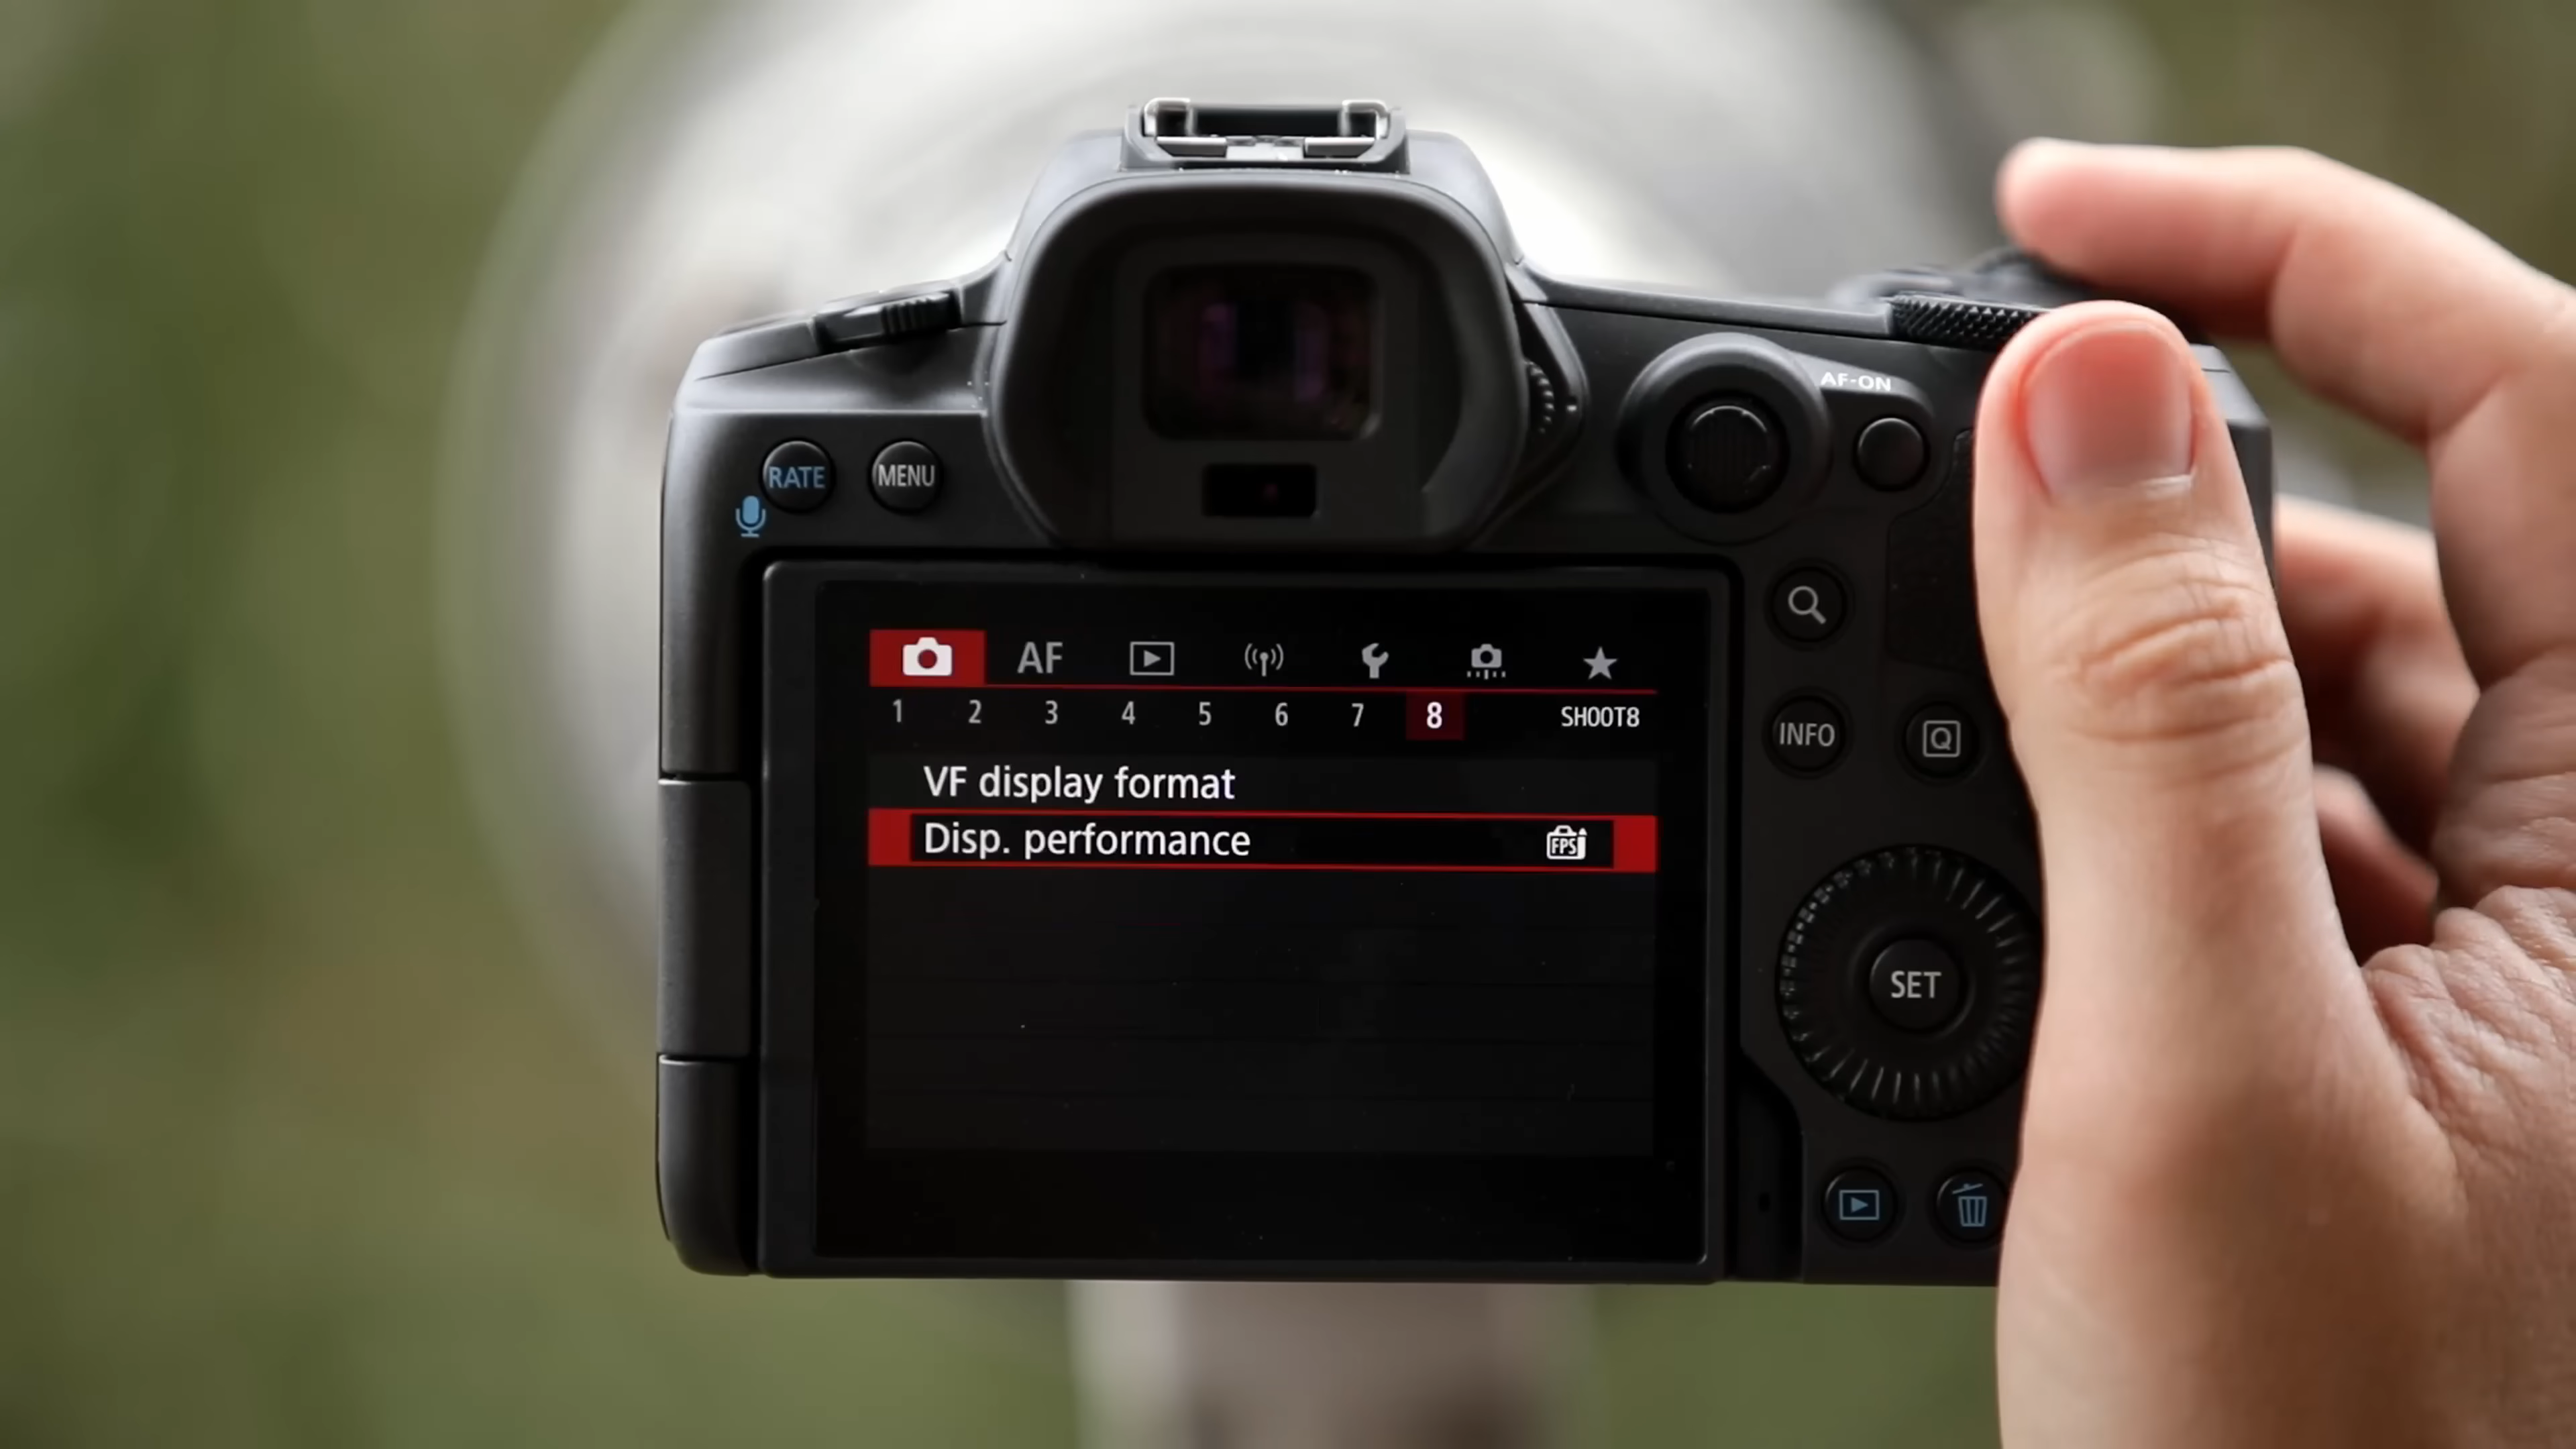 AF-ON
RATE MENU
AF
1 2 3 4 5 6 7 8 SHOOT8
INFO Q
VF display format
Disp. performance FPS
SET